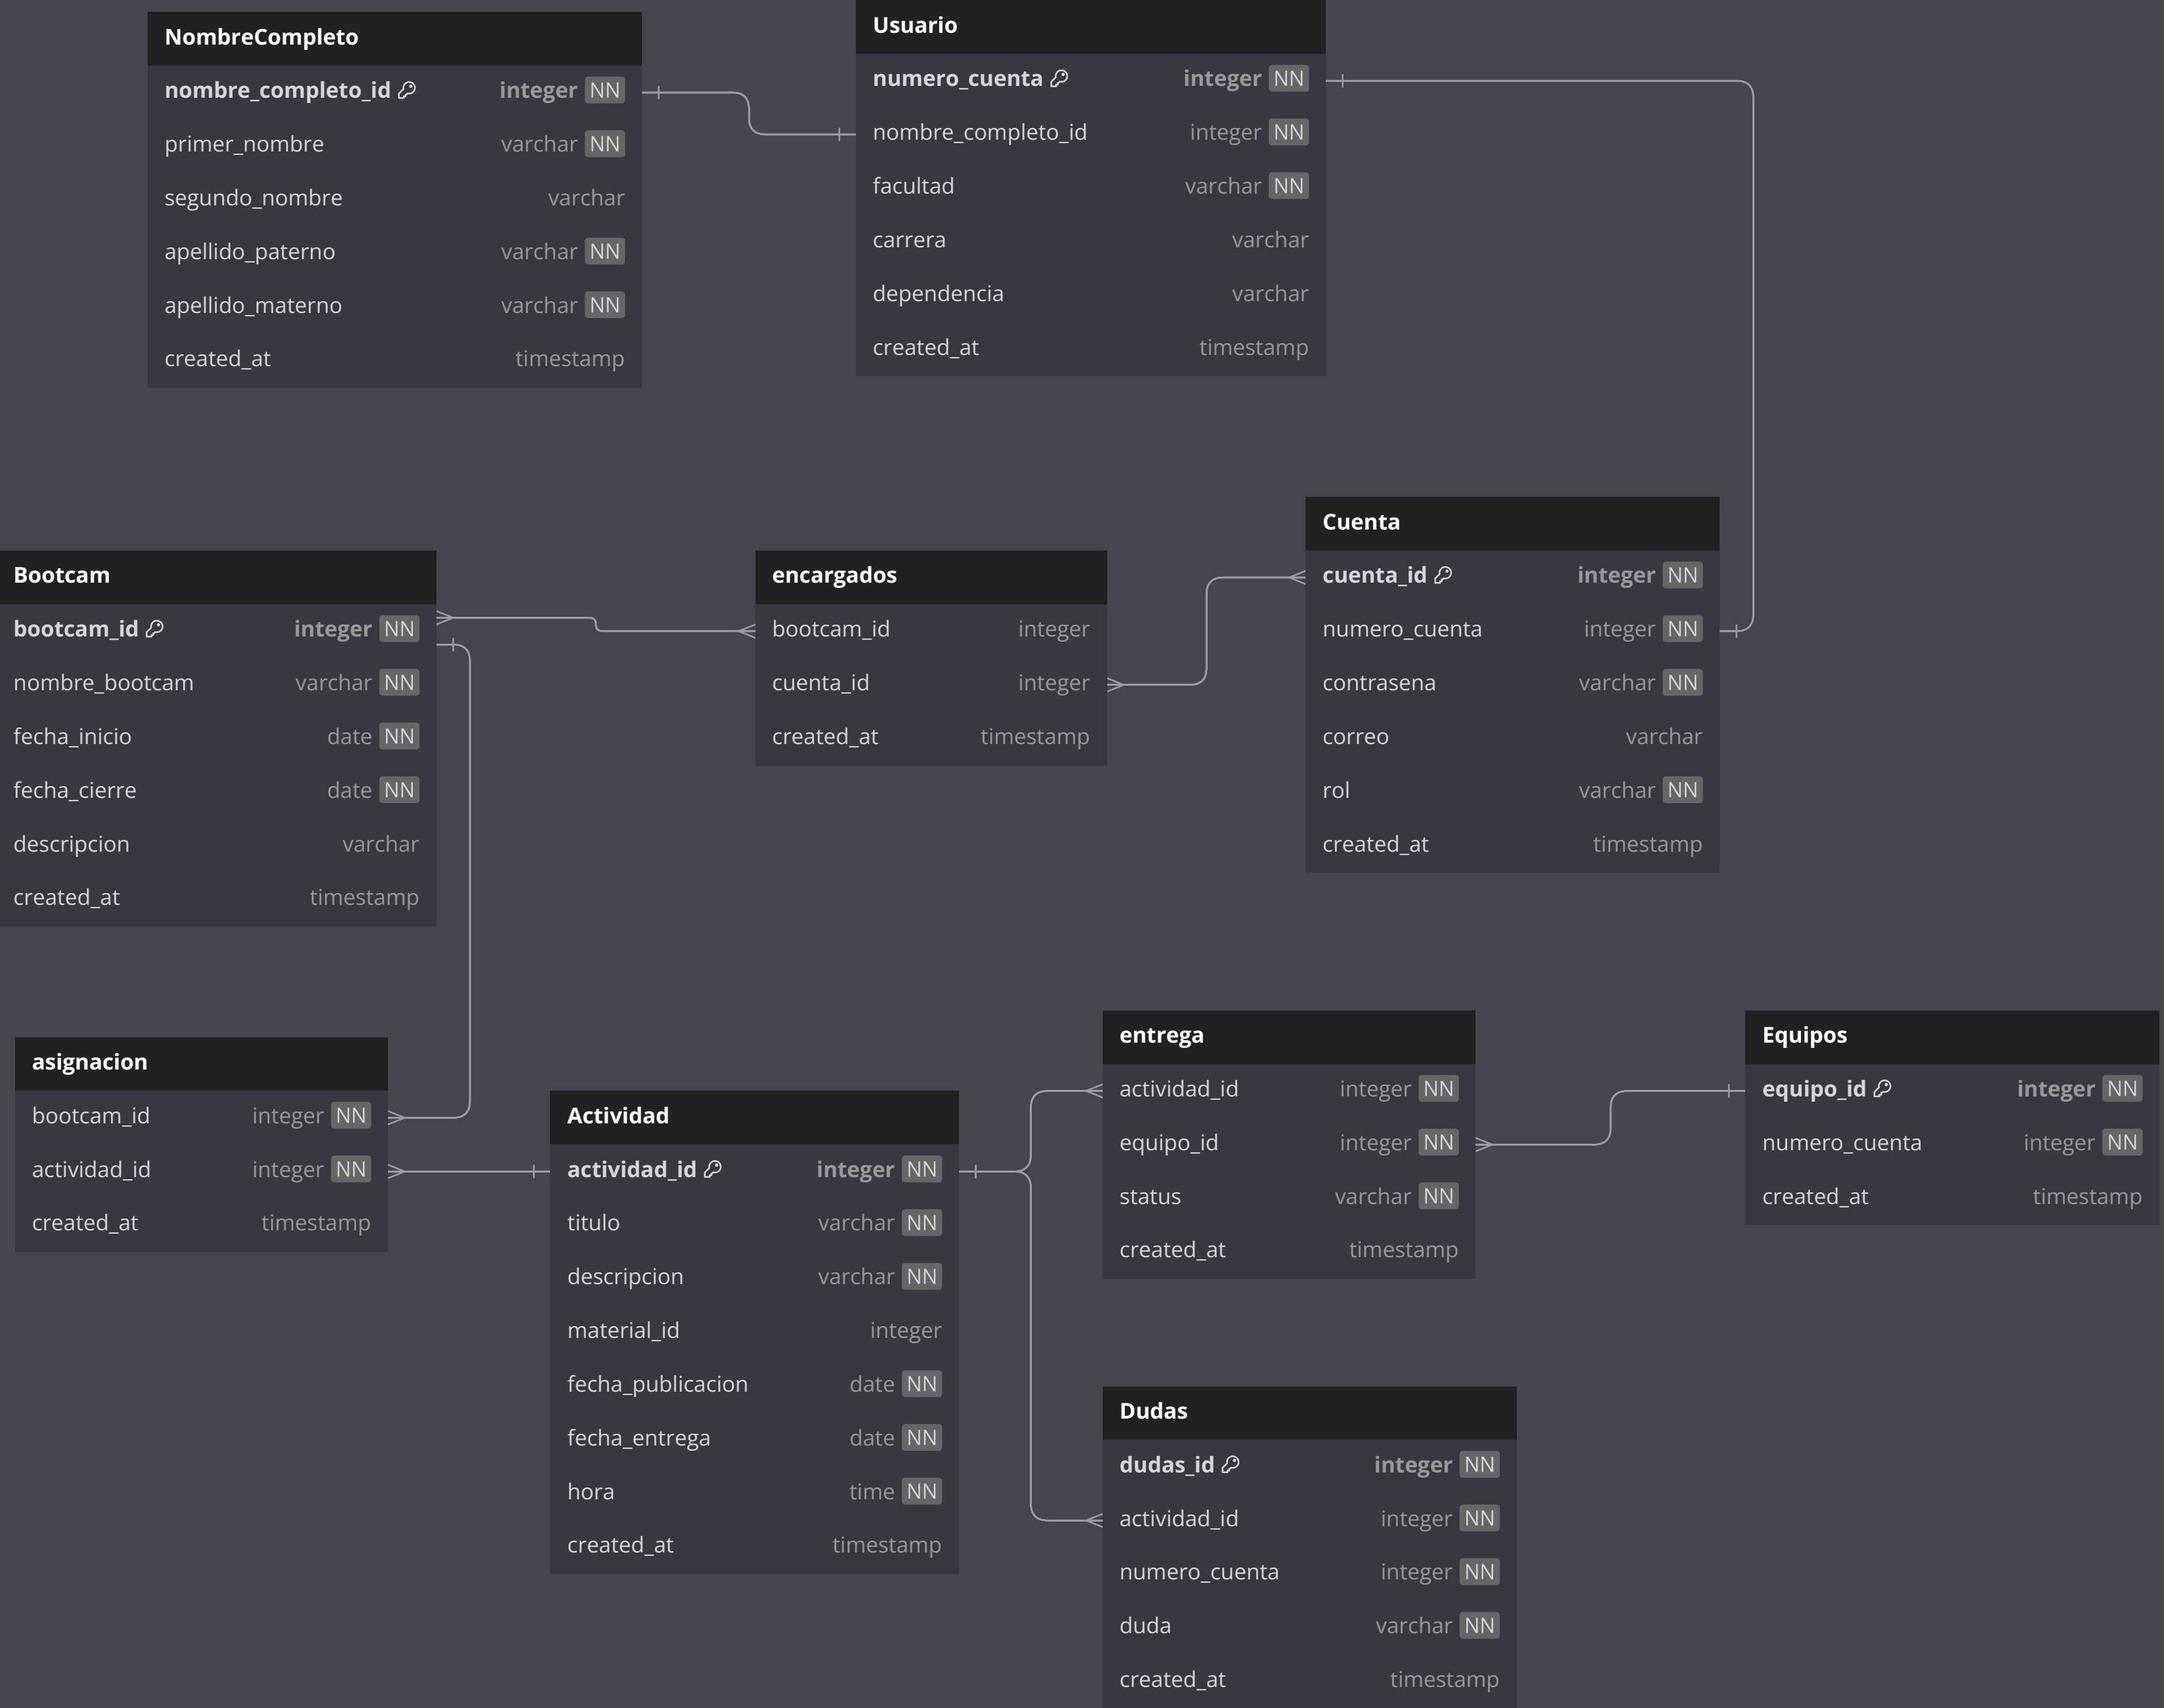 NombreCompleto
nombre_completo_id integer NN
primer_nombre varchar NN
segundo_nombre varchar
apellido_paterno varchar NN
apellido_materno varchar NN
created_at timestamp
Usuario
numero_cuenta integer NN
nombre_completo_id integer NN
facultad varchar NN
carrera varchar
dependencia varchar
created_at timestamp
Bootcam
bootcam_id integer NN
nombre_bootcam varchar NN
fecha_inicio date NN
fecha_cierre date NN
descripcion varchar
created_at timestamp
encargados
bootcam_id integer
cuenta_id integer
created_at timestamp
Cuenta
cuenta_id integer NN
numero_cuenta integer NN
contrasena varchar NN
correo varchar
rol varchar NN
created_at timestamp
asignacion
bootcam_id integer NN
actividad_id integer NN
created_at timestamp
Actividad
actividad_id integer NN
titulo varchar NN
descripcion varchar NN
material_id integer
fecha_publicacion date NN
fecha_entrega date NN
hora time NN
created_at timestamp
entrega
actividad_id integer NN
equipo_id integer NN
status varchar NN
created_at timestamp
Equipos
equipo_id integer NN
numero_cuenta integer NN
created_at timestamp
Dudas
dudas_id integer NN
actividad_id integer NN
numero_cuenta integer NN
duda varchar NN
created_at timestamp